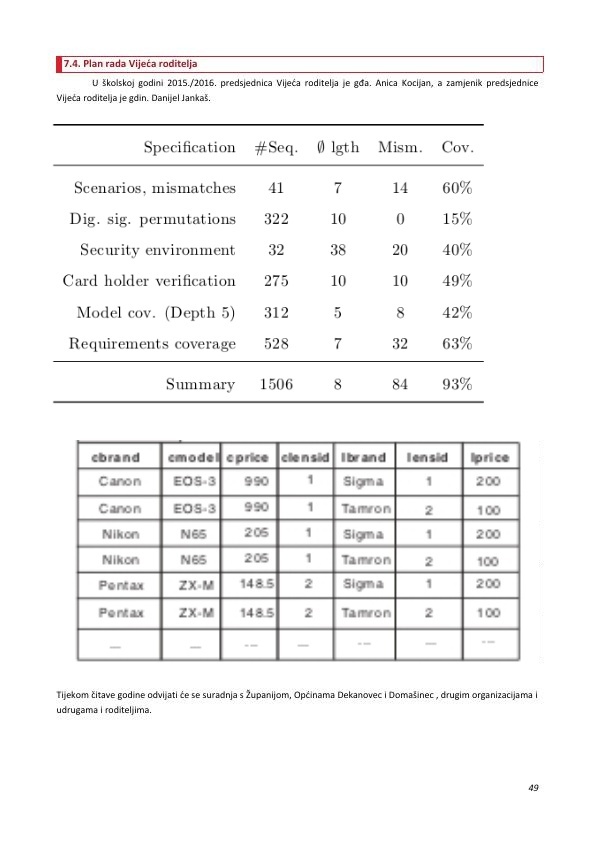 7.4. Plan rada Vijeća roditelja
U školskoj godini 2015./2016. predsjednica Vijeća roditelja je gđa. Anica Kocijan, a zamjenik predsjednice
Vijeća roditelja je gdin. Danijel Jankaš.
Specification #Seq. ∅ lgth Mism. Cov.
Scenarios, mismatches 41 7 14 60%
Dig. sig. permutations 322 10 0 15%
Security environment 32 38 20 40%
Card holder verification 275 10 10 49%
Model cov. (Depth 5) 312 5 8 42%
Requirements coverage 528 7 32 63%
Summary 1506 8 84 93%
cbrand cmodel cprice clensid lbrand lensid lprice
Canon EOS-3 990 1 Sigma 1 200
Canon EOS-3 990 1 Tamron 2 100
Nikon N65 205 1 Sigma 1 200
Nikon N65 205 1 Tamron 2 100
Pentax ZX-M 148.5 2 Sigma 1 200
Pentax ZX-M 148.5 2 Tamron 2 100
... ... ... ... ... ... ...
Tijekom čitave godine odvijati će se suradnja s Županijom, Općinama Dekanovec i Domašinec , drugim organizacijama i
udrugama i roditeljima.
49